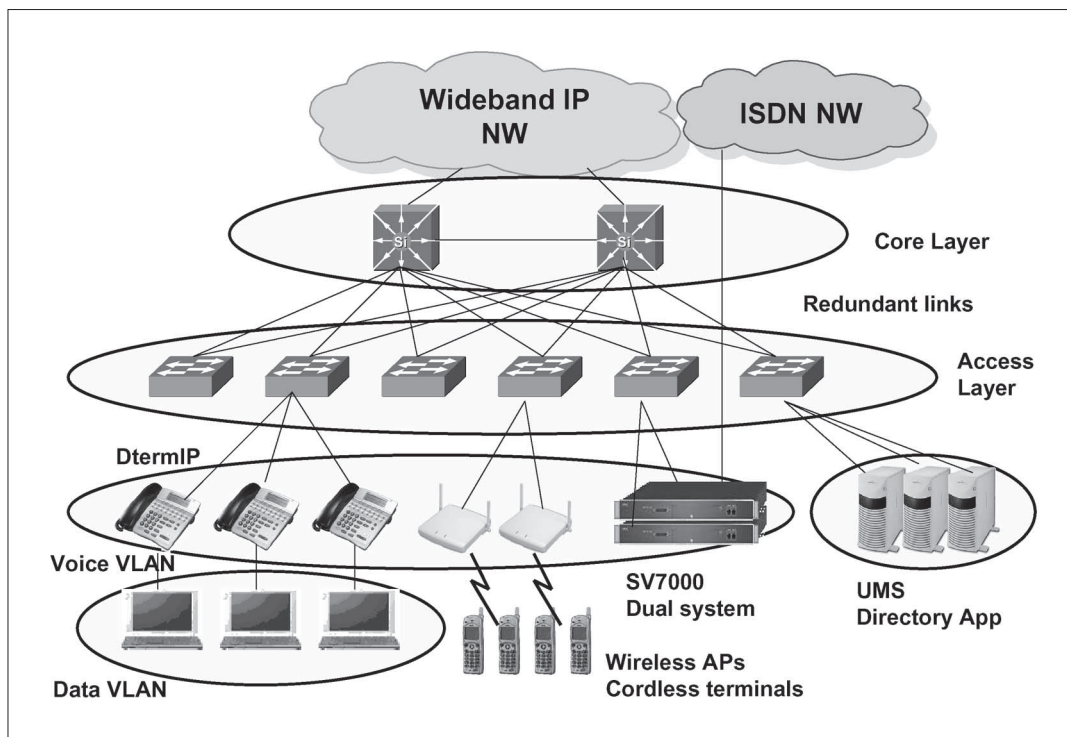 Wideband IP
NW
ISDN NW
Si
Si
Core Layer
Redundant links
Access
Layer
DtermIP
Voice VLAN
SV7000
Dual system
UMS
Directory App
Wireless APs
Cordless terminals
Data VLAN